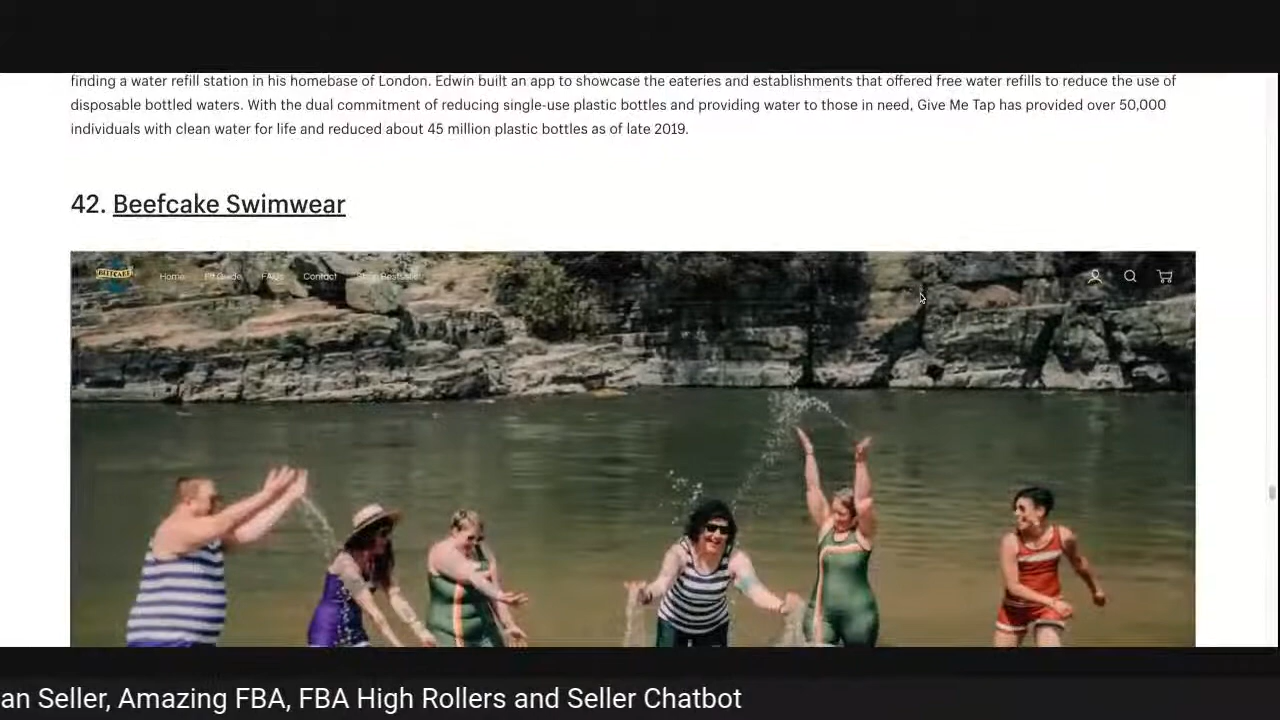 finding a water refill station in his homebase of London. Edwin built an app to showcase the eateries and establishments that offered free water refills to reduce the use of
disposable bottled waters. With the dual commitment of reducing single-use plastic bottles and providing water to those in need, Give Me Tap has provided over 50,000
individuals with clean water for life and reduced about 45 million plastic bottles as of late 2019.
42. Beefcake Swimwear
BEEFCAKE
Home Fit Guide FAQs Contact
an Seller, Amazing FBA, FBA High Rollers and Seller Chatbot